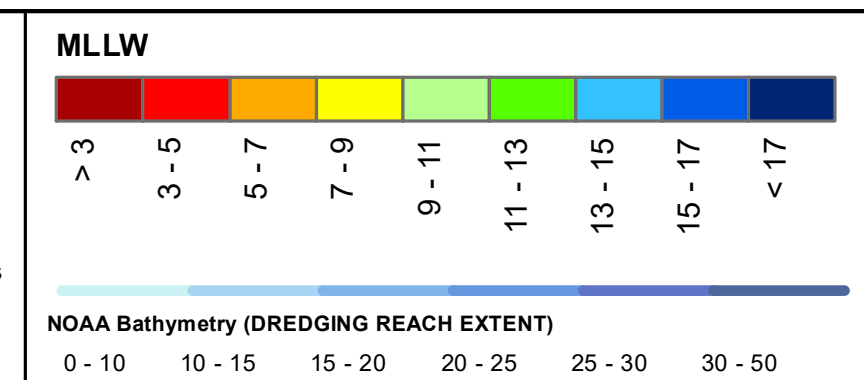 MLLW
> 3
3 - 5
5 - 7
7 - 9
9 - 11
11 - 13
13 - 15
15 - 17
< 17
NOAA Bathymetry (DREDGING REACH EXTENT)
0 - 10 10 - 15 15 - 20 20 - 25 25 - 30 30 - 50